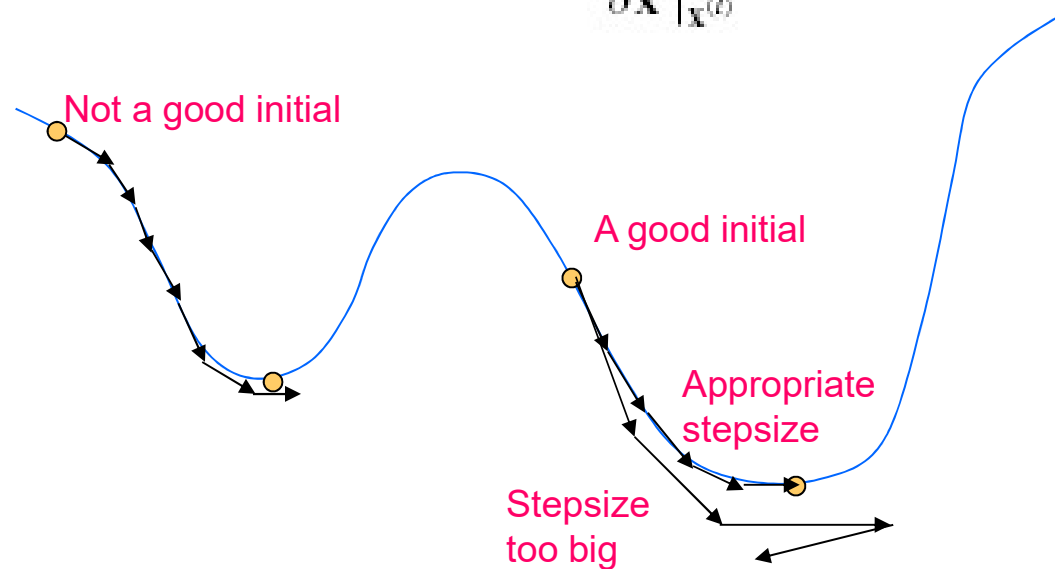 Not a good initial
A good initial
Appropriate
stepsize
Stepsize
too big